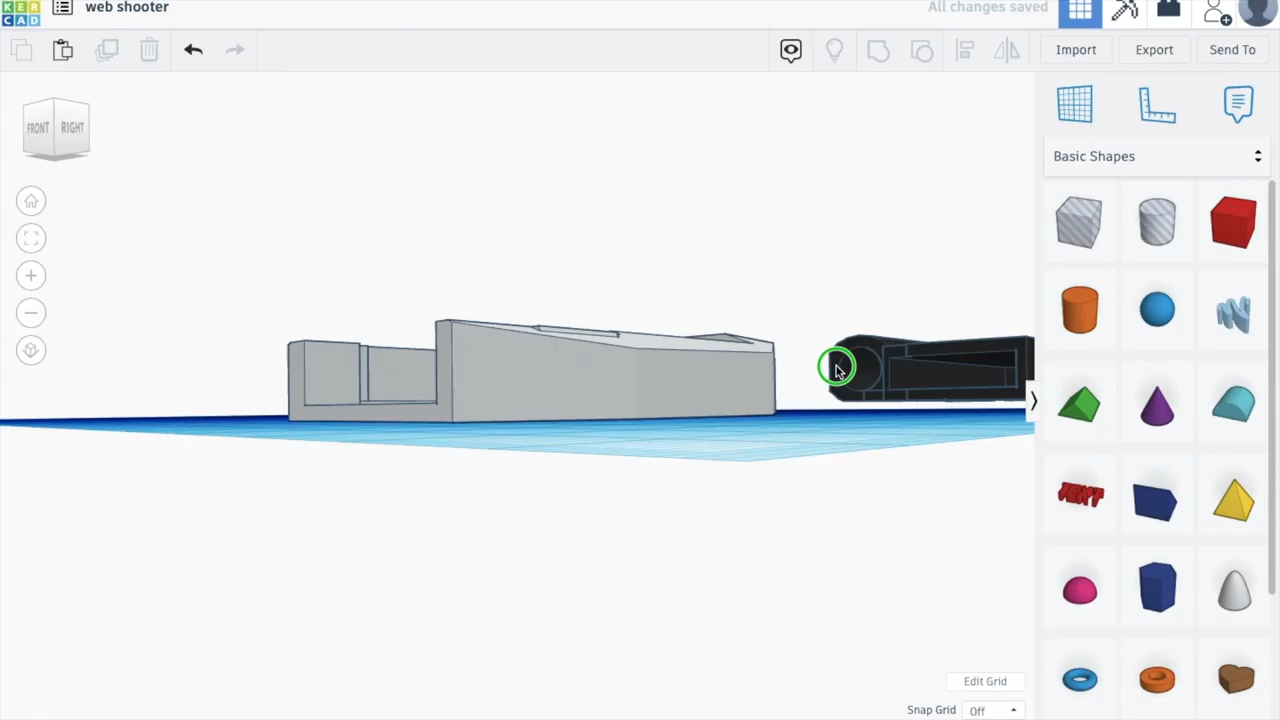 KER
CAD
web shooter
All changes saved
Import
Export
Send To
FRONT
RIGHT
Basic Shapes
TEXT
Edit Grid
Snap Grid
Off